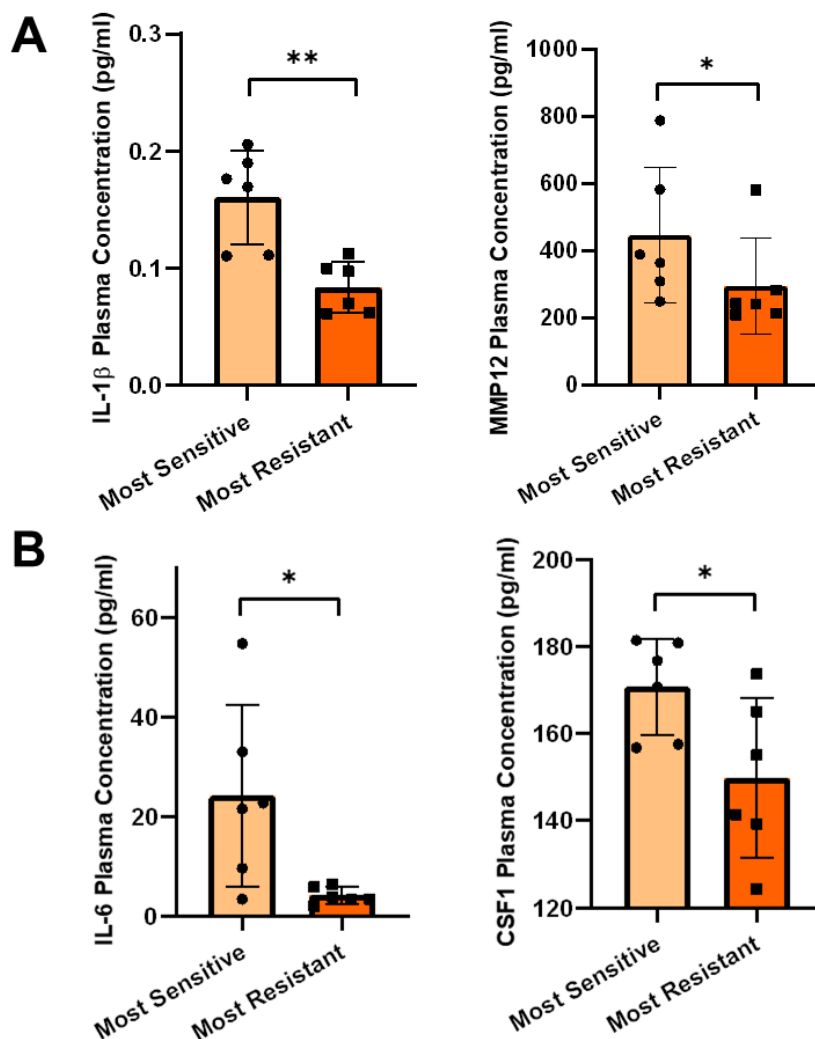 A
IL-1β Plasma Concentration (pg/ml)
0.3
0.2
0.1
0.0
**
Most Sensitive
Most Resistant
MMP12 Plasma Concentration (pg/ml)
1000
800
600
400
200
0
*
Most Sensitive
Most Resistant
B
IL-6 Plasma Concentration (pg/ml)
60
40
20
0
*
Most Sensitive
Most Resistant
CSF1 Plasma Concentration (pg/ml)
200
180
160
140
120
*
Most Sensitive
Most Resistant